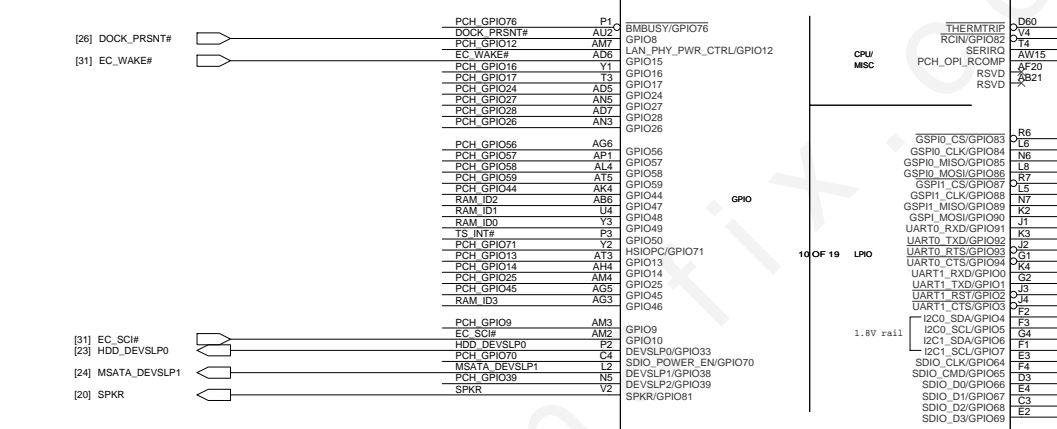 PCH_GPIO76 P1 BMBUSY/GPIO76
[26] DOCK_PRSNT# DOCK_PRSNT# AU2 GPIO8
PCH_GPIO12 AM7 LAN_PHY_PWR_CTRL/GPIO12
[31] EC_WAKE# EC_WAKE# AD6 GPIO15
PCH_GPIO16 Y1 GPIO16
PCH_GPIO17 T3 GPIO17
PCH_GPIO24 AD5 GPIO24
PCH_GPIO27 AN5 GPIO27
PCH_GPIO28 AD7 GPIO28
PCH_GPIO26 AN3 GPIO26
PCH_GPIO56 AG6 GPIO56
PCH_GPIO57 AP1 GPIO57
PCH_GPIO58 AL4 GPIO58
PCH_GPIO59 AT5 GPIO59
PCH_GPIO44 AK4 GPIO44
RAM_ID2 AB6 GPIO47
RAM_ID1 U4 GPIO48
RAM_ID0 Y3 GPIO49
TS_INT# P3 GPIO50
PCH_GPIO71 Y2 HSIOPC/GPIO71
PCH_GPIO13 AT3 GPIO13
PCH_GPIO14 AH4 GPIO14
PCH_GPIO25 AM4 GPIO25
PCH_GPIO45 AG5 GPIO45
RAM_ID3 AG3 GPIO46
PCH_GPIO9 AM3 GPIO9
[31] EC_SCI# EC_SCI# AM2 GPIO10
[23] HDD_DEVSLP0 HDD_DEVSLP0 P2 DEVSLP0/GPIO33
PCH_GPIO70 C4 SDIO_POWER_EN/GPIO70
[24] MSATA_DEVSLP1 MSATA_DEVSLP1 L2 DEVSLP1/GPIO38
PCH_GPIO39 N5 DEVSLP2/GPIO39
[20] SPKR SPKR V2 SPKR/GPIO81
GPIO
CPU/
MISC
10 OF 19 LPIO
1.8V rail
THERMTRIP D60
RCIN/GPIO82 V4
SERIRQ T4
PCH_OPI_RCOMP AW15
RSVD AF20
RSVD AB21
GSPI0_CS/GPIO83 R6
GSPI0_CLK/GPIO84 L6
GSPI0_MISO/GPIO85 N6
GSPI0_MOSI/GPIO86 L8
GSPI1_CS/GPIO87 R7
GSPI1_CLK/GPIO88 L5
GSPI1_MISO/GPIO89 N7
GSPI_MOSI/GPIO90 K2
UART0_RXD/GPIO91 J1
UART0_TXD/GPIO92 K3
UART0_RTS/GPIO93 J2
UART0_CTS/GPIO94 G1
UART1_RXD/GPIO0 K4
UART1_TXD/GPIO1 G2
UART1_RST/GPIO2 J3
UART1_CTS/GPIO3 J4
I2C0_SDA/GPIO4 F2
I2C0_SCL/GPIO5 F3
I2C1_SDA/GPIO6 G4
I2C1_SCL/GPIO7 F1
SDIO_CLK/GPIO64 E3
SDIO_CMD/GPIO65 F4
SDIO_D0/GPIO66 D3
SDIO_D1/GPIO67 E4
SDIO_D2/GPIO68 C3
SDIO_D3/GPIO69 E2